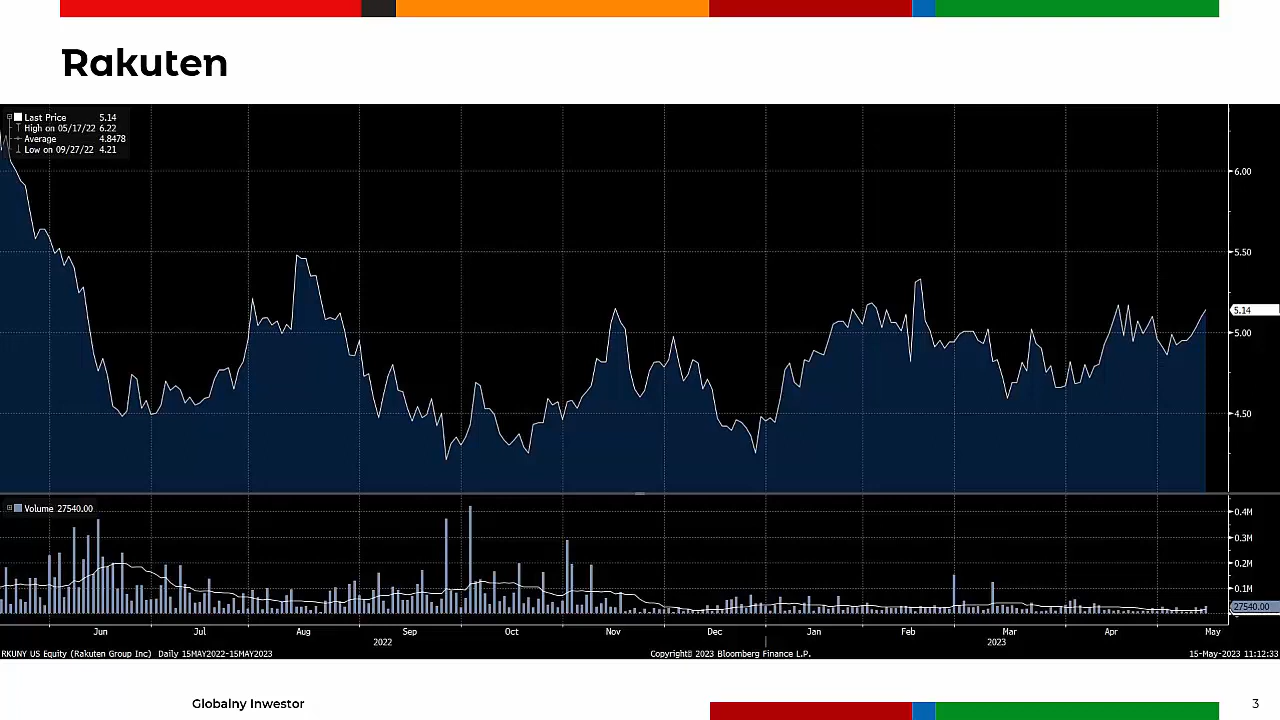 Rakuten
Last Price 5.14
High on 05/17/22 6.22
Average 4.8478
Low on 09/27/22 4.21
6.00
5.50
5.14
5.00
4.50
Volume 27540.00
0.4M
0.3M
0.2M
0.1M
27540.00
Jun Jul Aug Sep Oct Nov Dec Jan Feb Mar Apr May
2022 2023
RKUNY US Equity (Rakuten Group Inc) Daily 15MAY2022-15MAY2023 Copyright© 2023 Bloomberg Finance L.P. 15-May-2023 11:12:33
Globalny Inwestor 3